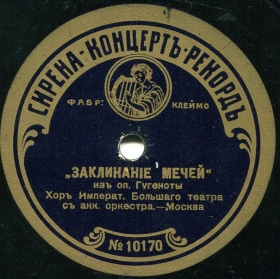 СИРЕНА-КОНЦЕРТЪ-РЕКОРДЪ
ФАБР: КЛЕЙМО
„ЗАКЛИНАНІЕ МЕЧЕЙ"
изъ оп. Гугеноты
Хоръ Императ. Большаго театра
съ акк. оркестра.—Москва
№ 10170